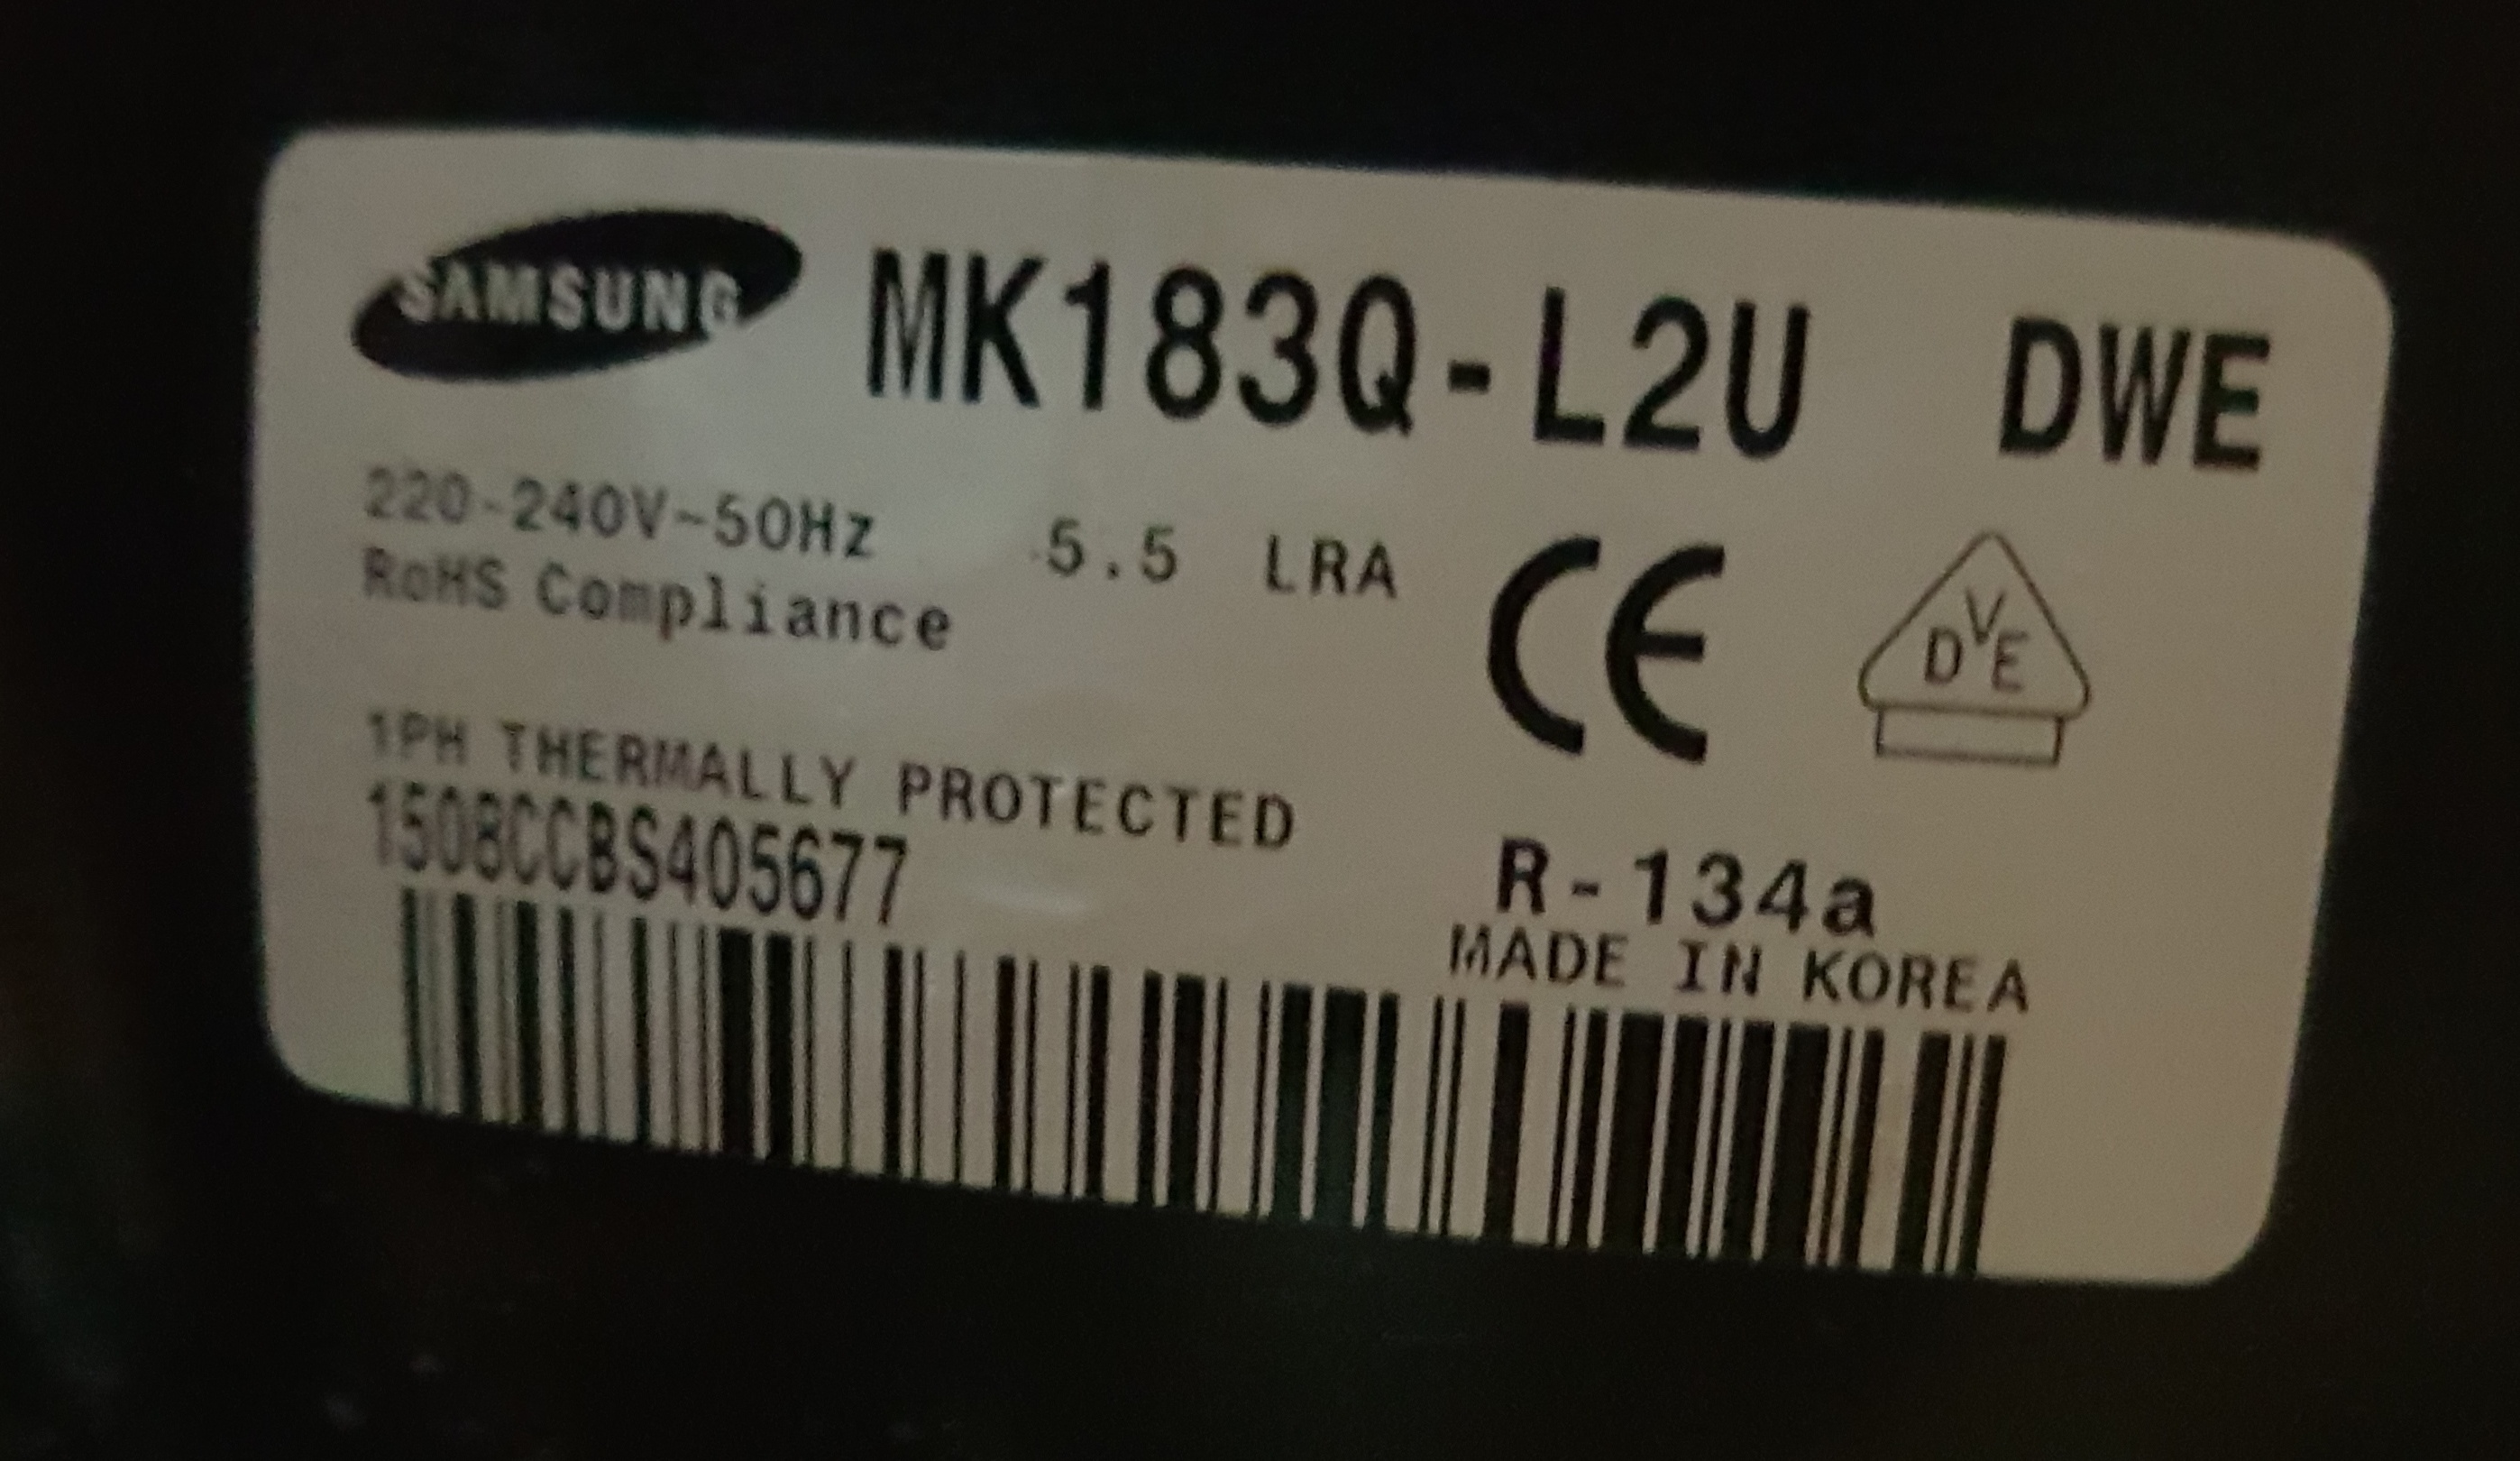 SAMSUNG MK183Q-L2U DWE
220-240V~50Hz 5.5 LRA
RoHS Compliance
CE
DVE
1PH THERMALLY PROTECTED
1508CCBS405677
R-134a
MADE IN KOREA